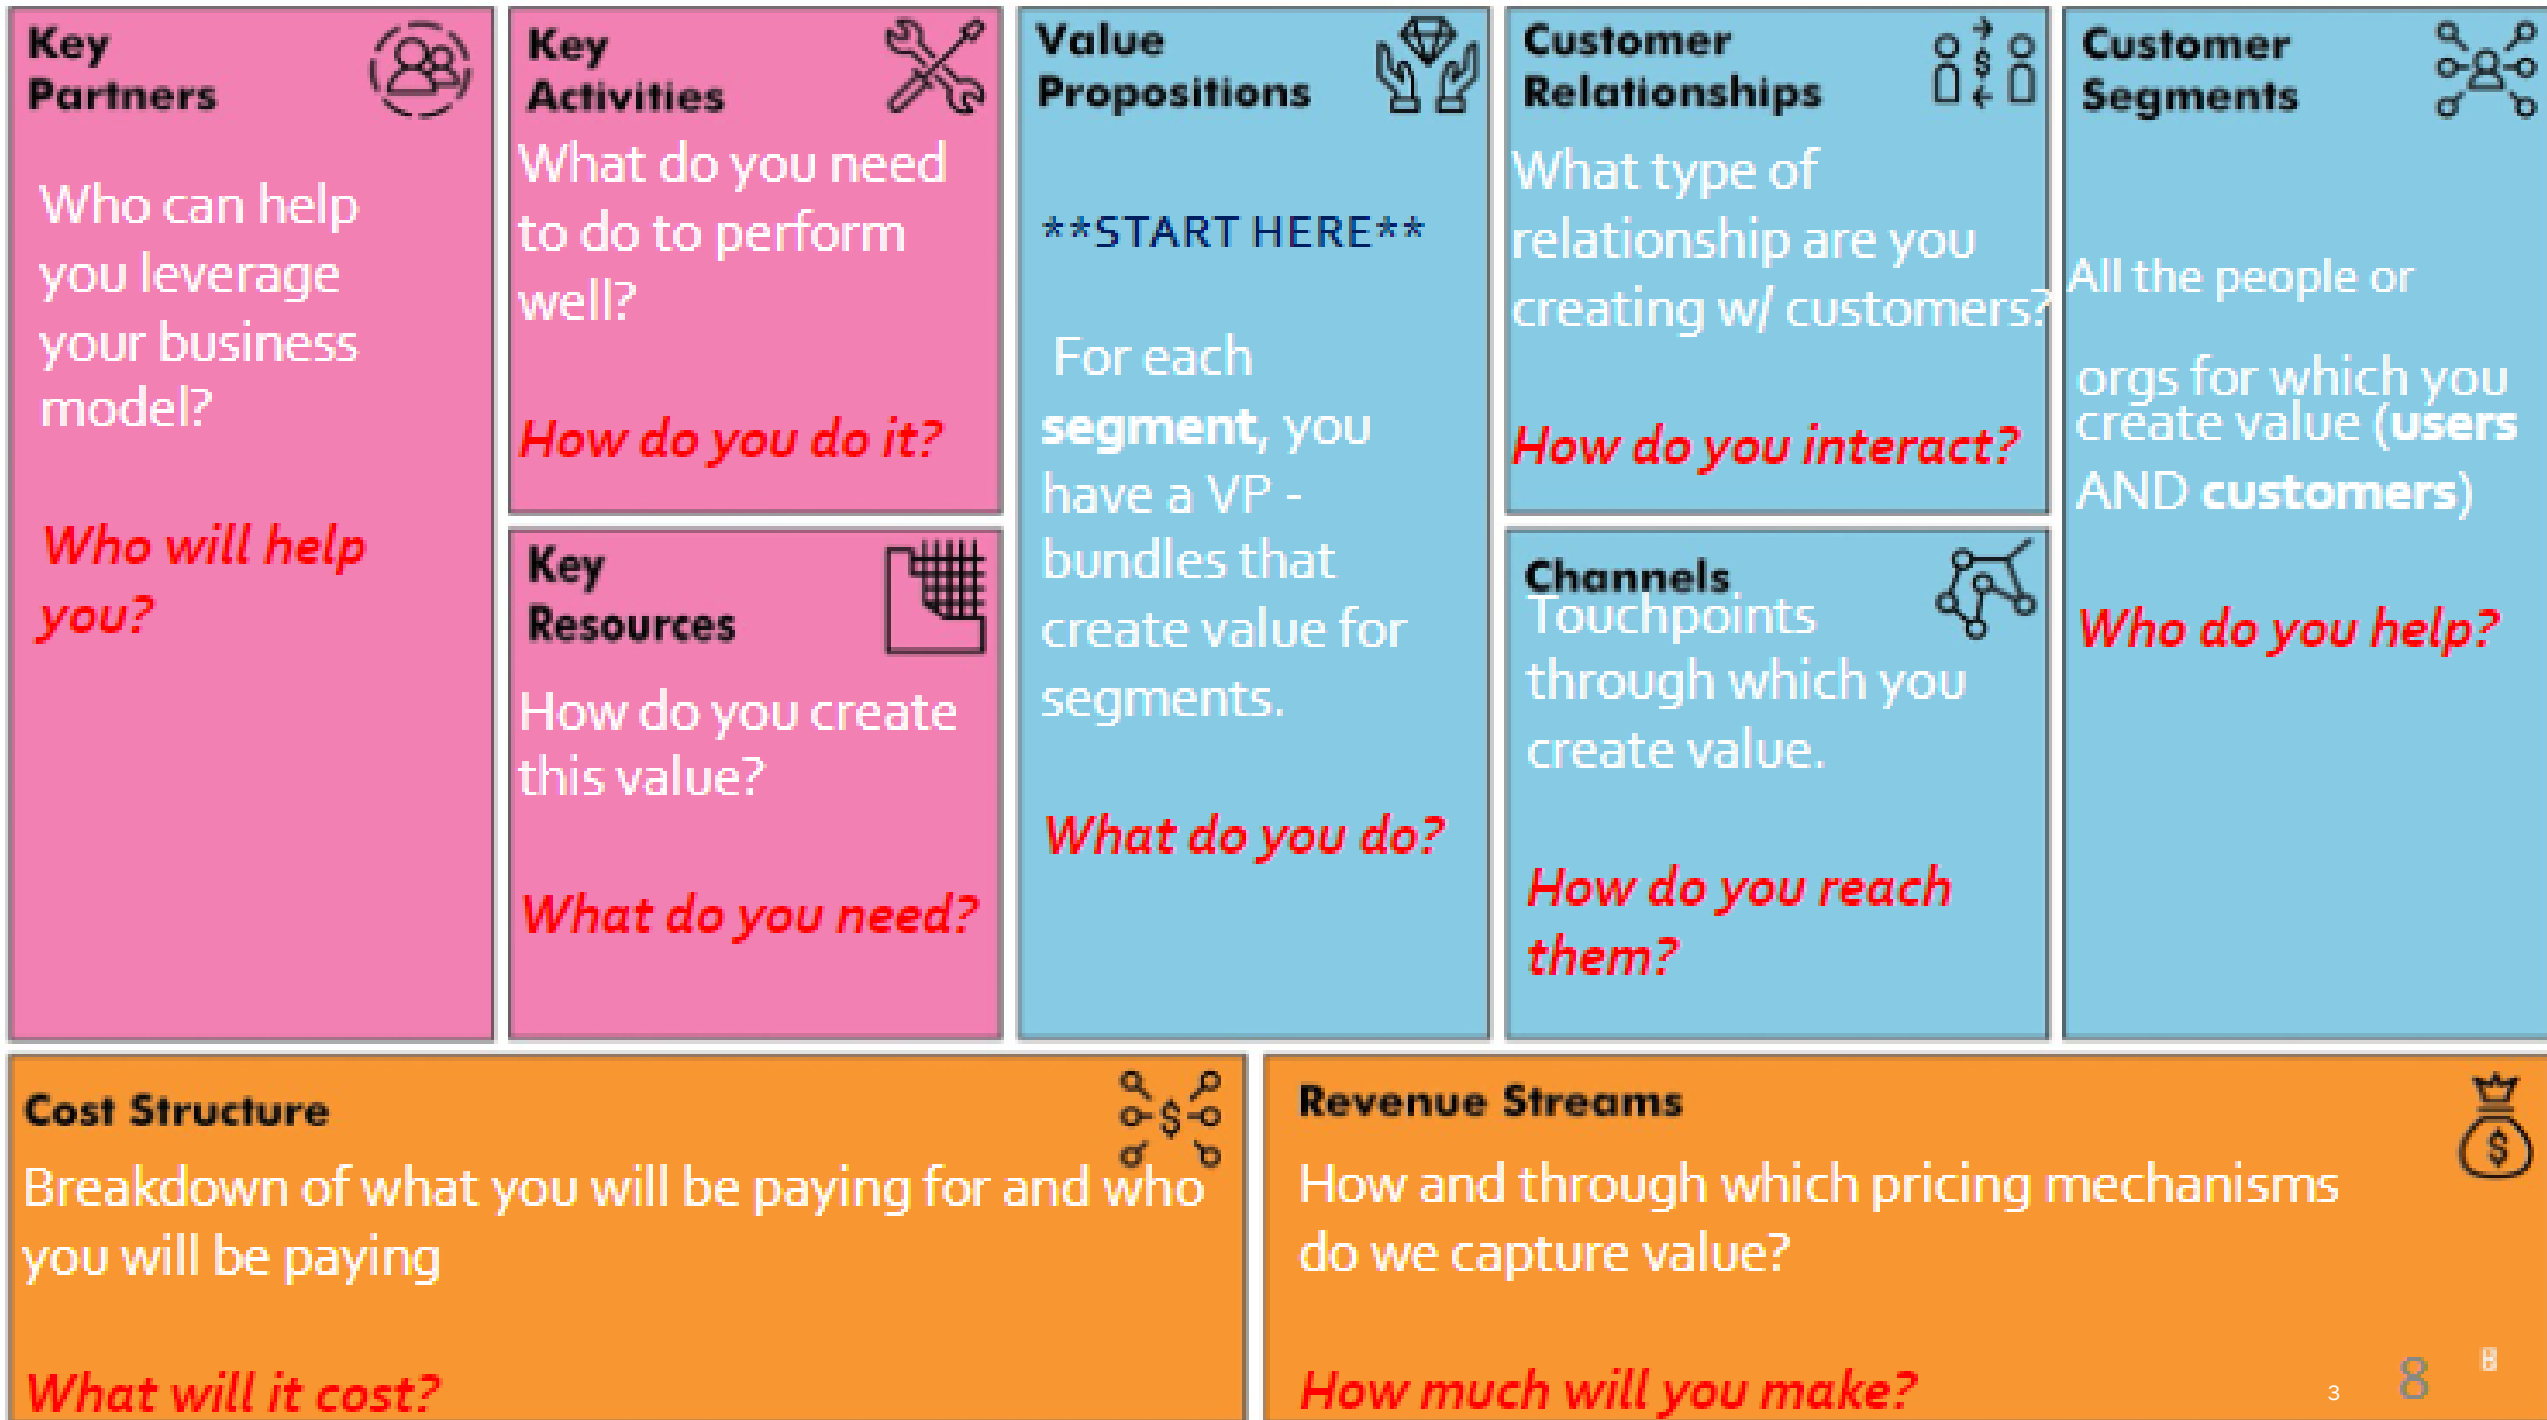 Key
Partners
Who can help
you leverage
your business
model?
Who will help
you?
Key
Activities
What do you need
to do to perform
well?
How do you do it?
Key
Resources
How do you create
this value?
What do you need?
Value
Propositions
**START HERE**
For each
segment, you
have a VP -
bundles that
create value for
segments.
What do you do?
Customer
Relationships
What type of
relationship are you
creating w/ customers?
How do you interact?
Channels
Touchpoints
through which you
create value.
How do you reach
them?
Customer
Segments
All the people or
orgs for which you
create value (users
AND customers)
Who do you help?
Cost Structure
Breakdown of what you will be paying for and who
you will be paying
What will it cost?
Revenue Streams
How and through which pricing mechanisms
do we capture value?
How much will you make?
3
8